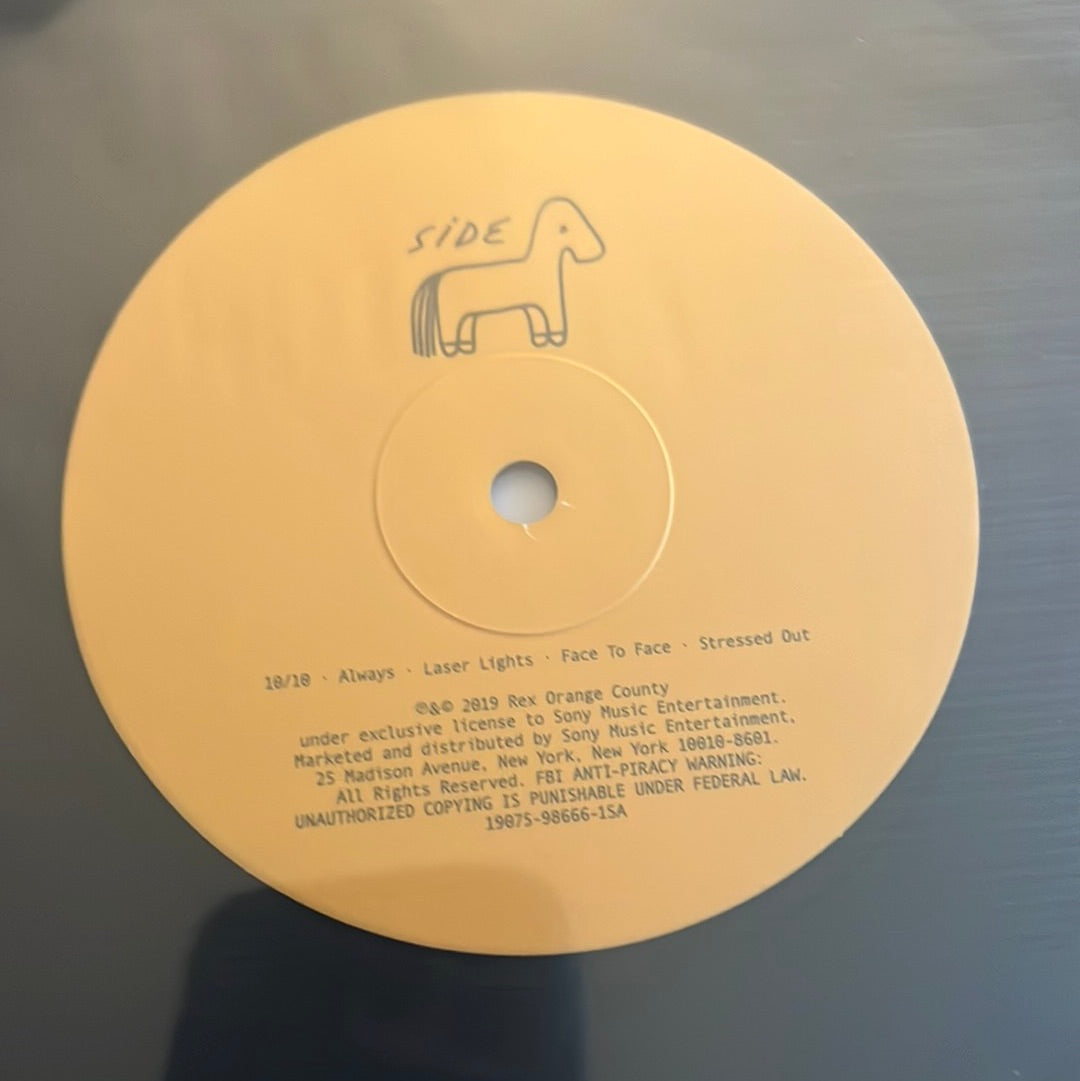 SiDE
10/10 · Always · Laser Lights · Face To Face · Stressed Out
℗&© 2019 Rex Orange County
under exclusive license to Sony Music Entertainment.
Marketed and distributed by Sony Music Entertainment,
25 Madison Avenue, New York, New York 10010-8601.
All Rights Reserved. FBI ANTI-PIRACY WARNING:
UNAUTHORIZED COPYING IS PUNISHABLE UNDER FEDERAL LAW.
19075-98666-1SA